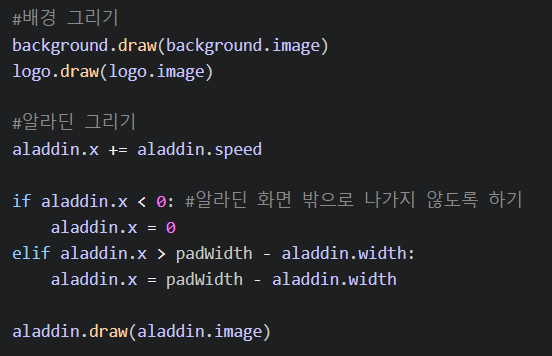 #배경 그리기
background.draw(background.image)
logo.draw(logo.image)
#알라딘 그리기
aladdin.x += aladdin.speed
if aladdin.x < 0: #알라딘 화면 밖으로 나가지 않도록 하기
    aladdin.x = 0
elif aladdin.x > padWidth - aladdin.width:
    aladdin.x = padWidth - aladdin.width
aladdin.draw(aladdin.image)